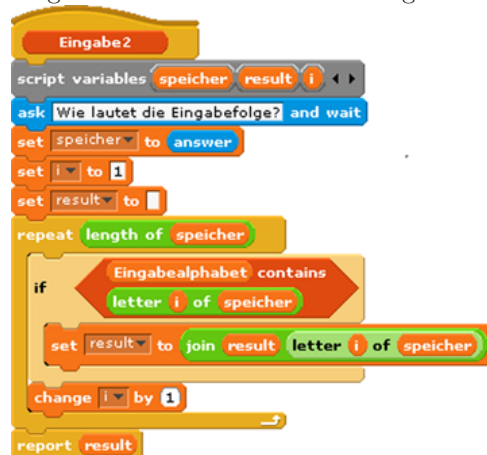 Eingabe2
script variables speicher result i
ask Wie lautet die Eingabefolge? and wait
set speicher to answer
set i to 1
set result to
repeat length of speicher
if Eingabealphabet contains
letter i of speicher
set result to join result letter i of speicher
change i by 1
report result